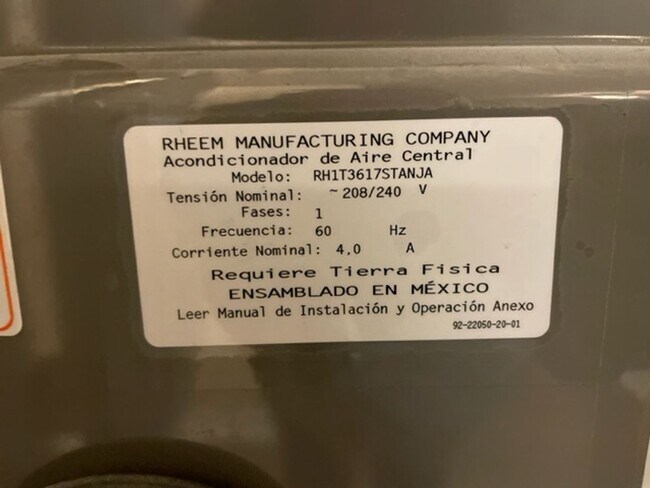 RHEEM MANUFACTURING COMPANY
Acondicionador de Aire Central
Modelo: RH1T3617STANJA
Tensión Nominal: ~ 208/240 V
Fases: 1
Frecuencia: 60 Hz
Corriente Nominal: 4.0 A
Requiere Tierra Fisica
ENSAMBLADO EN MÉXICO
Leer Manual de Instalación y Operación Anexo
92-22050-20-01